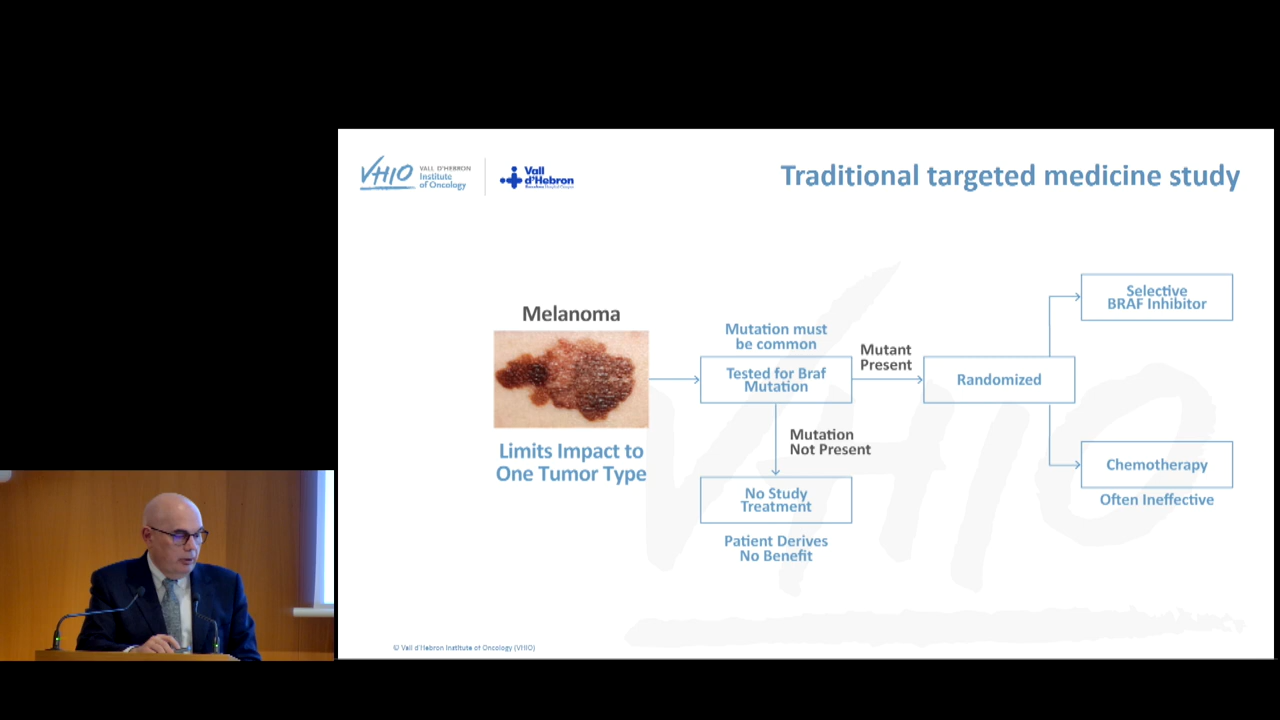 VHIO
VALL D'HEBRON
Institute
of Oncology
Vall
d'Hebron
Traditional targeted medicine study
Melanoma
Limits Impact to
One Tumor Type
Mutation must
be common
Tested for Braf
Mutation
Mutant
Present
Randomized
Selective
BRAF Inhibitor
Chemotherapy
Often Ineffective
Mutation
Not Present
No Study
Treatment
Patient Derives
No Benefit
© Vall d'Hebron Institute of Oncology (VHIO)
VHIO